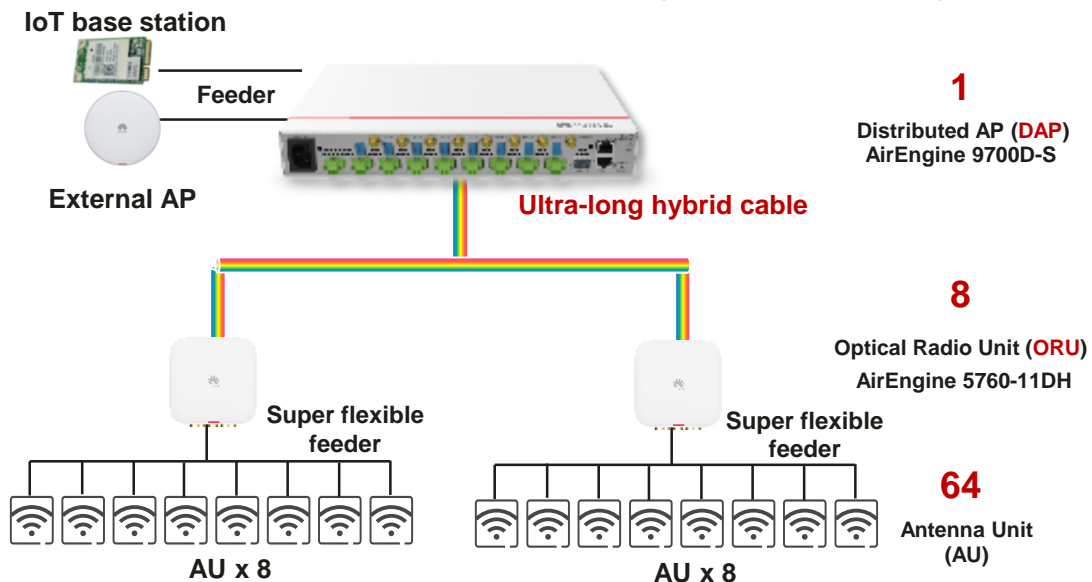 IoT base station
Feeder
External AP
Ultra-long hybrid cable
1
Distributed AP (DAP)
AirEngine 9700D-S
8
Optical Radio Unit (ORU)
AirEngine 5760-11DH
Super flexible
feeder
Super flexible
feeder
64
Antenna Unit
(AU)
AU x 8
AU x 8